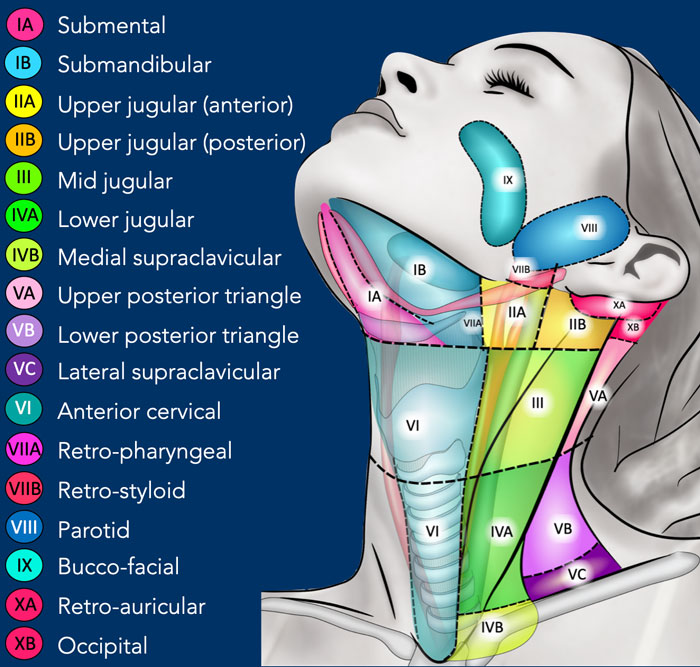 IA Submental
IB Submandibular
IIA Upper jugular (anterior)
IIB Upper jugular (posterior)
III Mid jugular
IVA Lower jugular
IVB Medial supraclavicular
VA Upper posterior triangle
VB Lower posterior triangle
VC Lateral supraclavicular
VI Anterior cervical
VIIA Retro-pharyngeal
VIIB Retro-styloid
VIII Parotid
IX Bucco-facial
XA Retro-auricular
XB Occipital
IX
VIII
VIIB
IB
IA
VIIA
IIA
IIB
XA
XB
VA
III
VI
VI
IVA
VB
VC
IVB